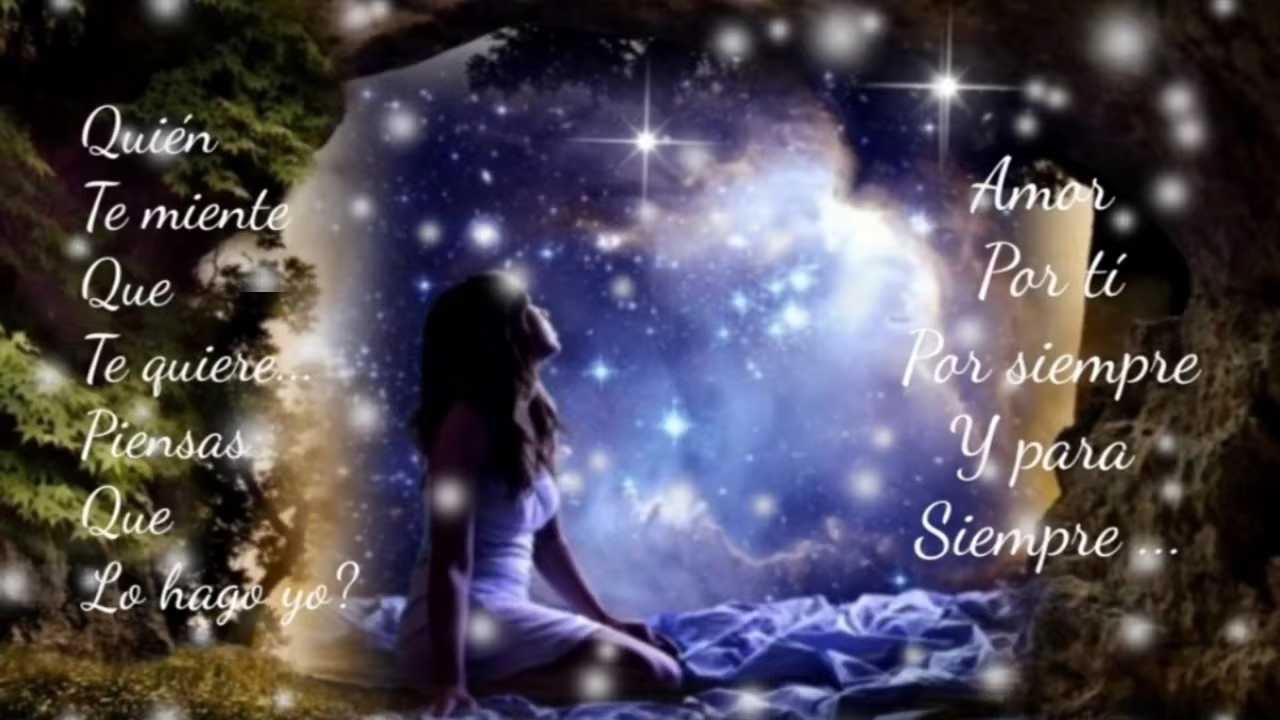 Quién
Te miente
Que
Te quiere...
Piensas
Que
Lo hago yo?
Amor
Por tí
Por siempre
Y para
Siempre ...